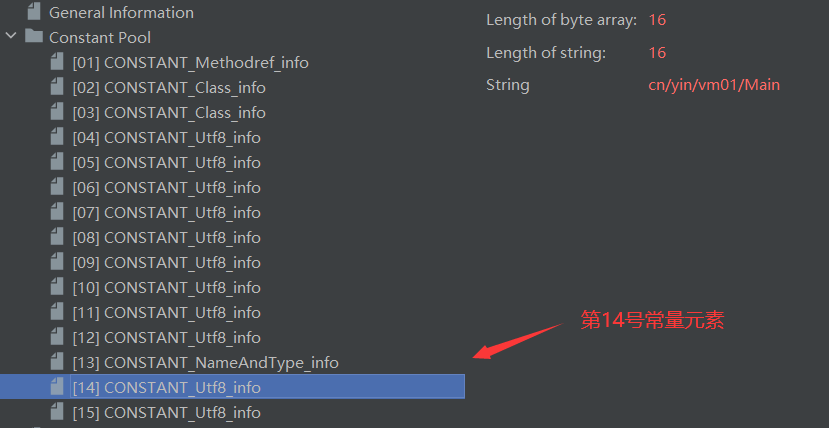 General Information
Constant Pool
[01] CONSTANT_Methodref_info
[02] CONSTANT_Class_info
[03] CONSTANT_Class_info
[04] CONSTANT_Utf8_info
[05] CONSTANT_Utf8_info
[06] CONSTANT_Utf8_info
[07] CONSTANT_Utf8_info
[08] CONSTANT_Utf8_info
[09] CONSTANT_Utf8_info
[10] CONSTANT_Utf8_info
[11] CONSTANT_Utf8_info
[12] CONSTANT_Utf8_info
[13] CONSTANT_NameAndType_info
[14] CONSTANT_Utf8_info
[15] CONSTANT_Utf8_info
Length of byte array: 16
Length of string: 16
String cn/yin/vm01/Main
第14号常量元素